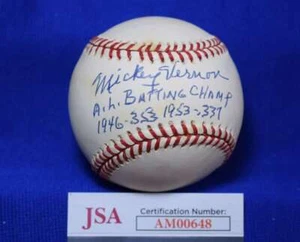 Mickey Vernon
A.L. BATTING CHAMP
1946-353 1953-.337
JSA
Certification Number:
AM00648